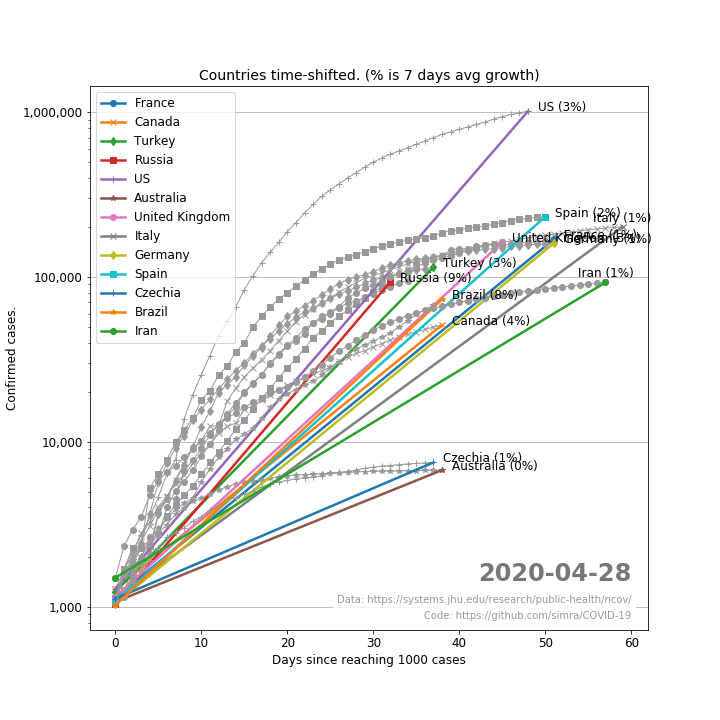 Countries time-shifted. (% is 7 days avg growth)
1,000,000
100,000
10,000
1,000
Confirmed cases.
France
Canada
Turkey
Russia
US
Australia
United Kingdom
Italy
Germany
Spain
Czechia
Brazil
Iran
US (3%)
Spain (2%)
Italy (1%)
United Kingdom
France (1%)
Germany (1%)
Turkey (3%)
Iran (1%)
Russia (9%)
Brazil (8%)
Canada (4%)
Czechia (1%)
Australia (0%)
2020-04-28
Data: https://systems.jhu.edu/research/public-health/ncov/
Code: https://github.com/simra/COVID-19
0 10 20 30 40 50 60
Days since reaching 1000 cases